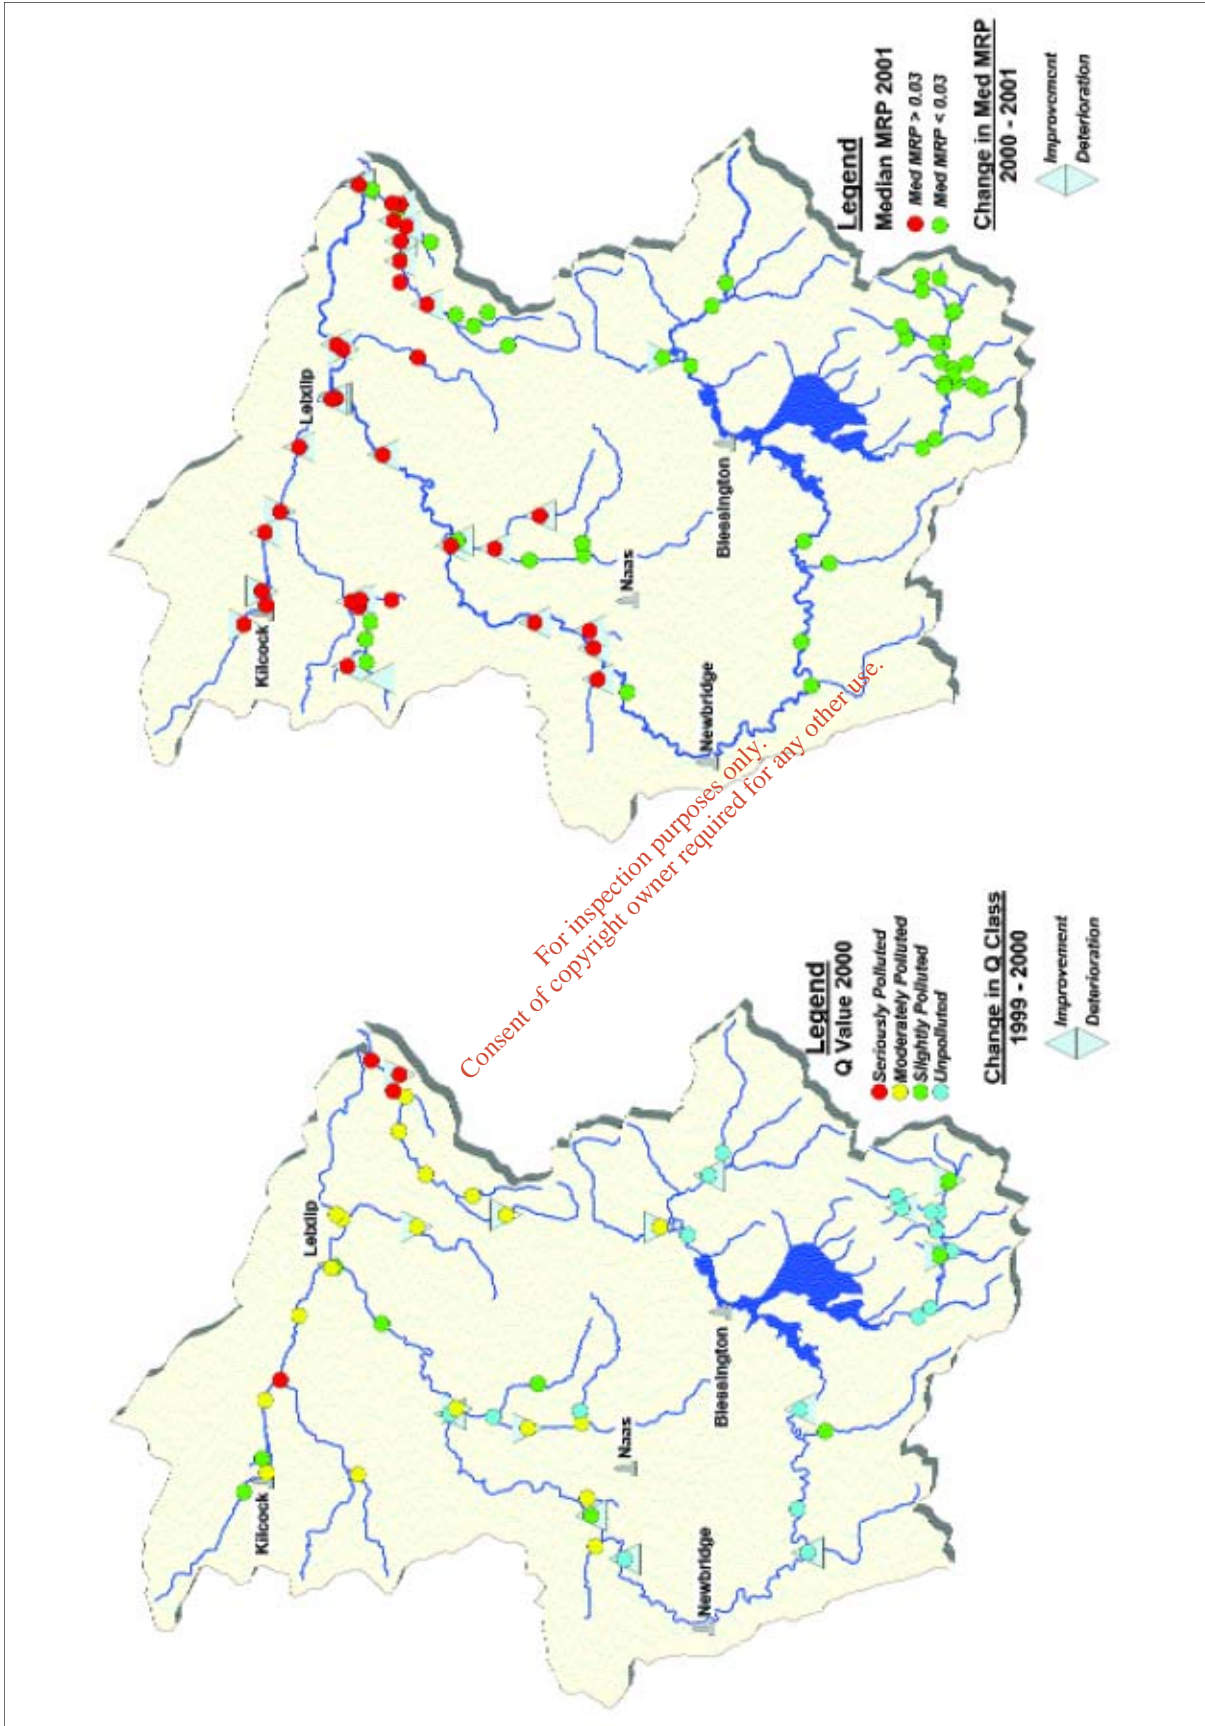 Kilcock
Leixlip
Naas
Newbridge
Blessington
Legend
Q Value 2000
Seriously Polluted
Moderately Polluted
Slightly Polluted
Unpolluted
Change in Q Class
1999 - 2000
Improvement
Deterioration
Kilcock
Leixlip
Naas
Newbridge
Blessington
Legend
Median MRP 2001
Med MRP > 0.03
Med MRP < 0.03
Change in Med MRP
2000 - 2001
Improvement
Deterioration
For inspection purposes only.
Consent of copyright owner required for any other use.